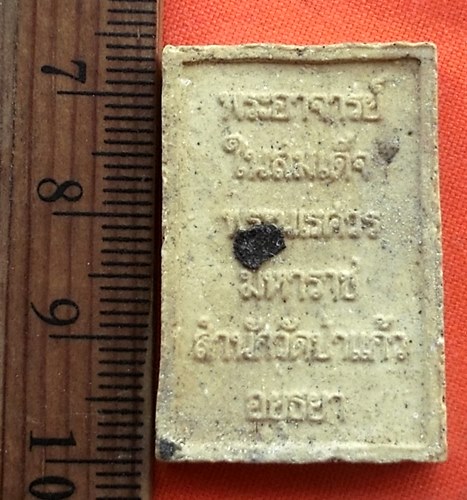 7
8
9
10
พระอาจารย์
ในสมเด็จ
พระนเรศวร
มหาราช
สำนักวัดป่าแก้ว
อยุธยา